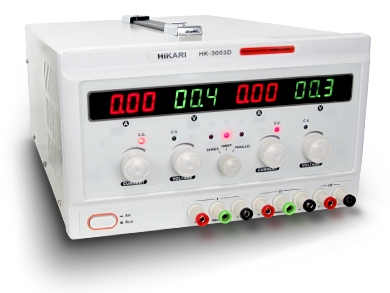 HIKARI HK-3003D
0.00 00.4 0.00 00.3
A V A V
C.C. C.V. C.C. C.V.
SERIES INDEP PARALLEL
CURRENT VOLTAGE CURRENT VOLTAGE